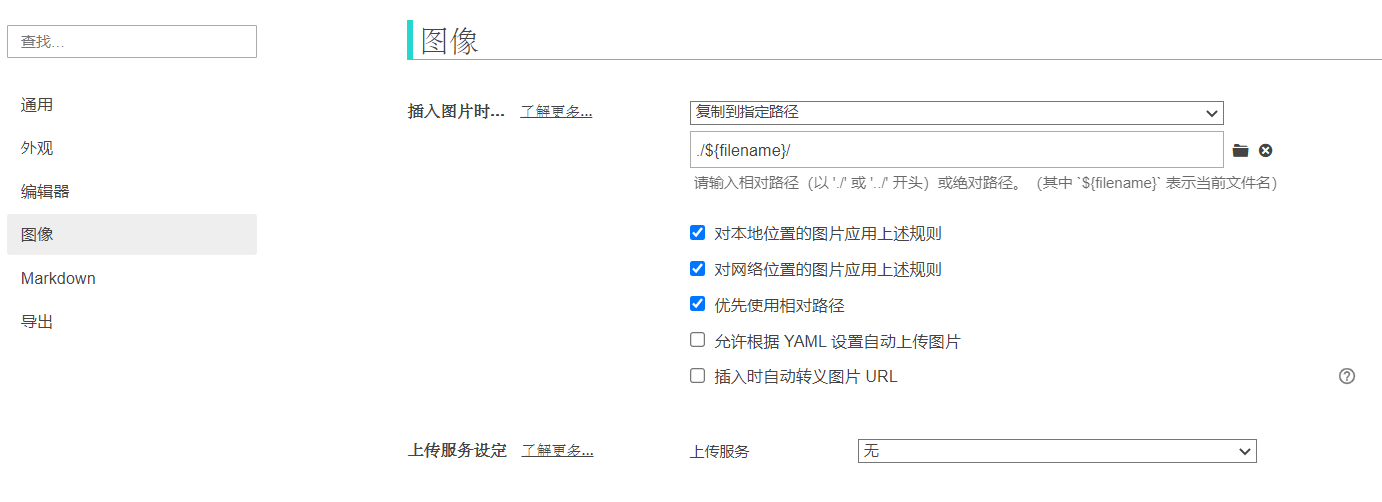 查找...
通用
外观
编辑器
图像
Markdown
导出
图像
插入图片时... 了解更多... 复制到指定路径
./${filename}/
请输入相对路径（以 './' 或 '../' 开头）或绝对路径。（其中 `${filename}` 表示当前文件名）
对本地位置的图片应用上述规则
对网络位置的图片应用上述规则
优先使用相对路径
允许根据 YAML 设置自动上传图片
插入时自动转义图片 URL
上传服务设定 了解更多... 上传服务 无